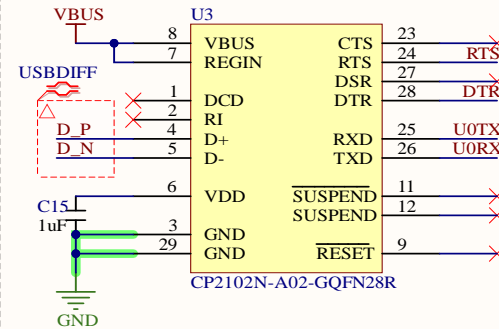 VBUS
U3
8 VBUS CTS 23
7 REGIN RTS 24 RTS
DSR 27
USBDIFF
1 DCD DTR 28 DTR
2 RI
D_P 4 D+ RXD 25 U0TX
D_N 5 D- TXD 26 U0RX
6 VDD SUSPEND 11
C15 SUSPEND 12
1uF 3 GND
29 GND RESET 9
CP2102N-A02-GQFN28R
GND